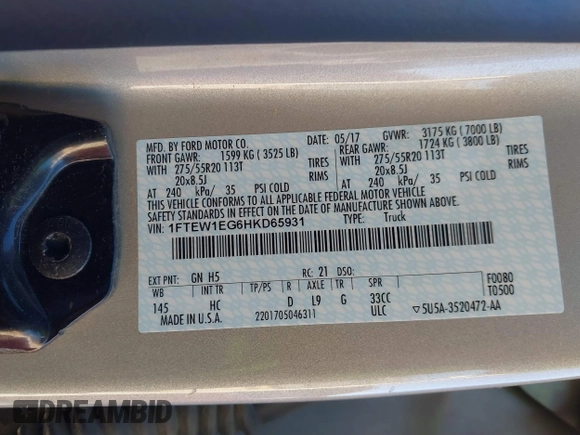 MFD. BY FORD MOTOR CO.
DATE: 05/17 GVWR: 3175 KG ( 7000 LB)
FRONT GAWR: 1599 KG ( 3525 LB) REAR GAWR: 1724 KG ( 3800 LB)
WITH 275/55R20 113T TIRES WITH 275/55R20 113T TIRES
20x8.5J RIMS 20x8.5J RIMS
AT 240 kPa/ 35 PSI COLD AT 240 kPa/ 35 PSI COLD
THIS VEHICLE CONFORMS TO ALL APPLICABLE FEDERAL MOTOR VEHICLE
SAFETY STANDARDS IN EFFECT ON THE DATE OF MANUFACTURE SHOWN ABOVE.
VIN: 1FTEW1EG6HKD65931 TYPE: Truck
EXT PNT: GN H5 RC: 21 DSO: F0080
WB INT TR TP/PS R AXLE TR SPR T0500
145 HC D L9 G 33CC
MADE IN U.S.A. 2201705046311 ULC ▽5U5A-3520472-AA
DREAMBID